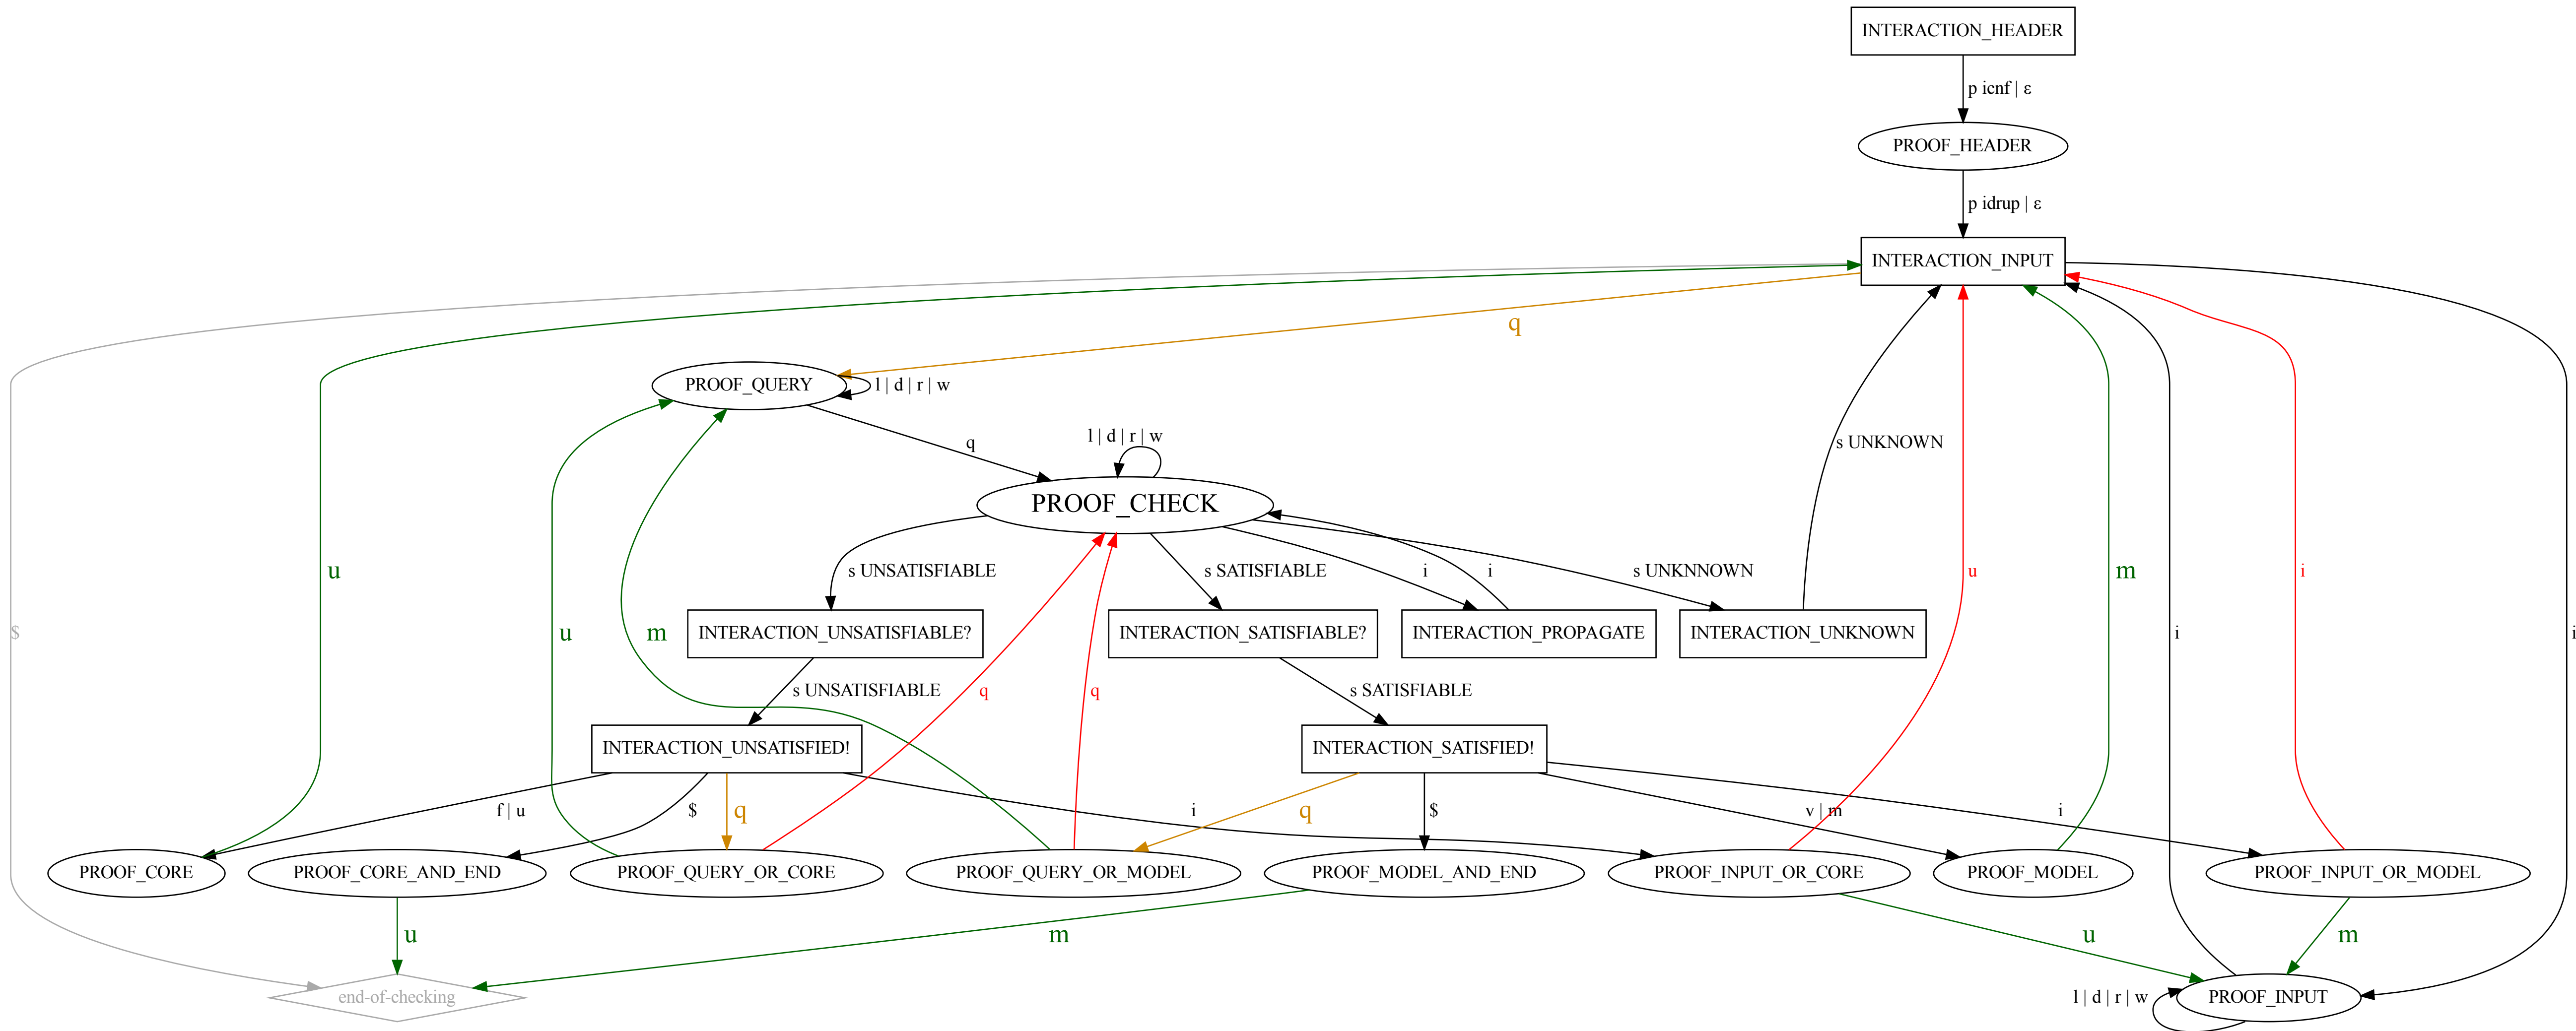 INTERACTION_HEADER
p icnf | ε
PROOF_HEADER
p idrup | ε
INTERACTION_INPUT
q
PROOF_QUERY
l | d | r | w
q
l | d | r | w
s UNKNOWN
PROOF_CHECK
u
s UNSATISFIABLE
s SATISFIABLE
i
i
s UNKNNOWN
u
m
i
$
u
m
INTERACTION_UNSATISFIABLE?
INTERACTION_SATISFIABLE?
INTERACTION_PROPAGATE
INTERACTION_UNKNOWN
i
i
s UNSATISFIABLE
q
q
s SATISFIABLE
INTERACTION_UNSATISFIED!
INTERACTION_SATISFIED!
f | u
$
q
i
q
$
v | m
i
PROOF_CORE
PROOF_CORE_AND_END
PROOF_QUERY_OR_CORE
PROOF_QUERY_OR_MODEL
PROOF_MODEL_AND_END
PROOF_INPUT_OR_CORE
PROOF_MODEL
PROOF_INPUT_OR_MODEL
u
m
u
m
end-of-checking
l | d | r | w
PROOF_INPUT